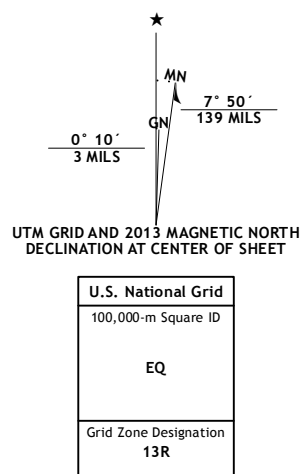 ★
MN
7° 50´
139 MILS
GN
0° 10´
3 MILS
UTM GRID AND 2013 MAGNETIC NORTH
DECLINATION AT CENTER OF SHEET
U.S. National Grid
100,000-m Square ID
EQ
Grid Zone Designation
13R